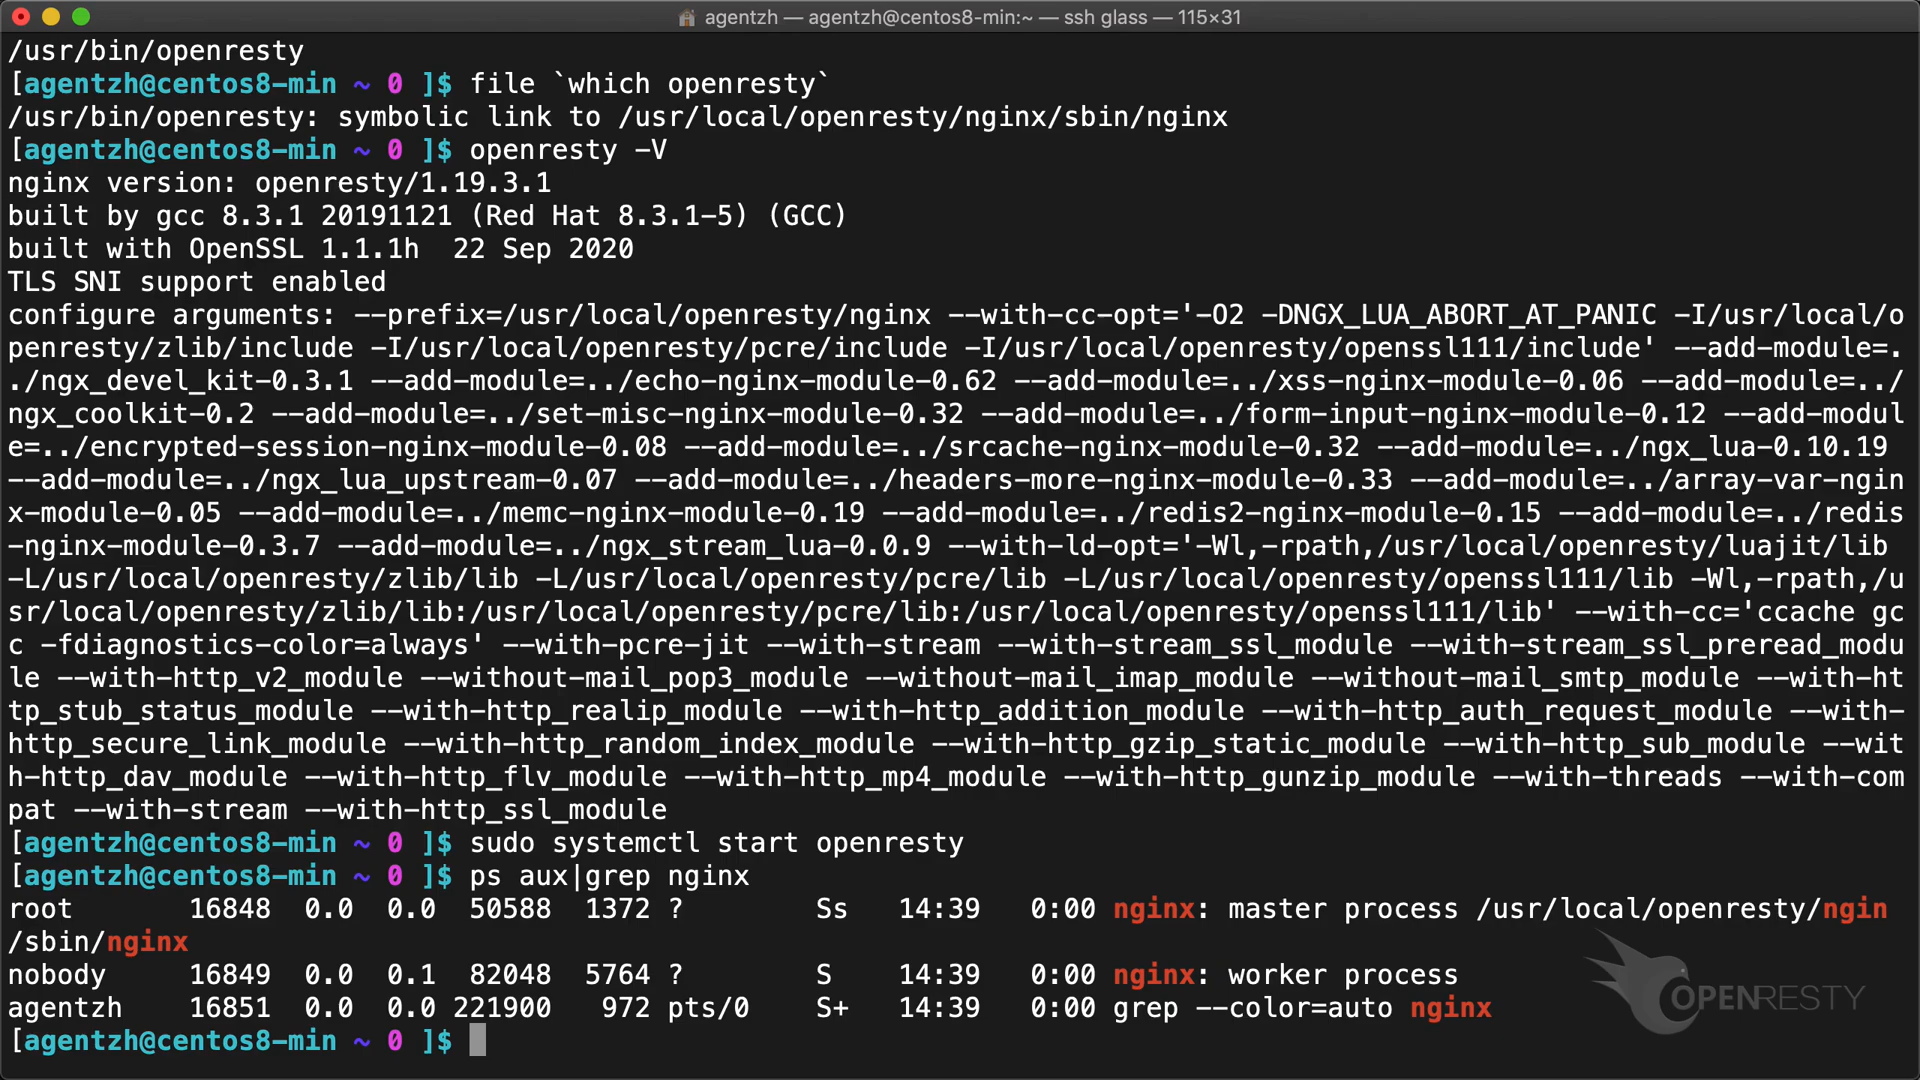 agentzh — agentzh@centos8-min:~ — ssh glass — 115×31
/usr/bin/openresty
[agentzh@centos8-min ~ 0 ]$ file `which openresty`
/usr/bin/openresty: symbolic link to /usr/local/openresty/nginx/sbin/nginx
[agentzh@centos8-min ~ 0 ]$ openresty -V
nginx version: openresty/1.19.3.1
built by gcc 8.3.1 20191121 (Red Hat 8.3.1-5) (GCC)
built with OpenSSL 1.1.1h  22 Sep 2020
TLS SNI support enabled
configure arguments: --prefix=/usr/local/openresty/nginx --with-cc-opt='-O2 -DNGX_LUA_ABORT_AT_PANIC -I/usr/local/o
penresty/zlib/include -I/usr/local/openresty/pcre/include -I/usr/local/openresty/openssl111/include' --add-module=.
./ngx_devel_kit-0.3.1 --add-module=../echo-nginx-module-0.62 --add-module=../xss-nginx-module-0.06 --add-module=../
ngx_coolkit-0.2 --add-module=../set-misc-nginx-module-0.32 --add-module=../form-input-nginx-module-0.12 --add-modul
e=../encrypted-session-nginx-module-0.08 --add-module=../srcache-nginx-module-0.32 --add-module=../ngx_lua-0.10.19
--add-module=../ngx_lua_upstream-0.07 --add-module=../headers-more-nginx-module-0.33 --add-module=../array-var-ngin
x-module-0.05 --add-module=../memc-nginx-module-0.19 --add-module=../redis2-nginx-module-0.15 --add-module=../redis
-nginx-module-0.3.7 --add-module=../ngx_stream_lua-0.0.9 --with-ld-opt='-Wl,-rpath,/usr/local/openresty/luajit/lib
-L/usr/local/openresty/zlib/lib -L/usr/local/openresty/pcre/lib -L/usr/local/openresty/openssl111/lib -Wl,-rpath,/u
sr/local/openresty/zlib/lib:/usr/local/openresty/pcre/lib:/usr/local/openresty/openssl111/lib' --with-cc='ccache gc
c -fdiagnostics-color=always' --with-pcre-jit --with-stream --with-stream_ssl_module --with-stream_ssl_preread_modu
le --with-http_v2_module --without-mail_pop3_module --without-mail_imap_module --without-mail_smtp_module --with-ht
tp_stub_status_module --with-http_realip_module --with-http_addition_module --with-http_auth_request_module --with-
http_secure_link_module --with-http_random_index_module --with-http_gzip_static_module --with-http_sub_module --wit
h-http_dav_module --with-http_flv_module --with-http_mp4_module --with-http_gunzip_module --with-threads --with-com
pat --with-stream --with-http_ssl_module
[agentzh@centos8-min ~ 0 ]$ sudo systemctl start openresty
[agentzh@centos8-min ~ 0 ]$ ps aux|grep nginx
root       16848  0.0  0.0  50588  1372 ?        Ss   14:39   0:00 nginx: master process /usr/local/openresty/ngin
/sbin/nginx
nobody     16849  0.0  0.1  82048  5764 ?        S    14:39   0:00 nginx: worker process
agentzh    16851  0.0  0.0 221900   972 pts/0    S+   14:39   0:00 grep --color=auto nginx
[agentzh@centos8-min ~ 0 ]$
OPENRESTY